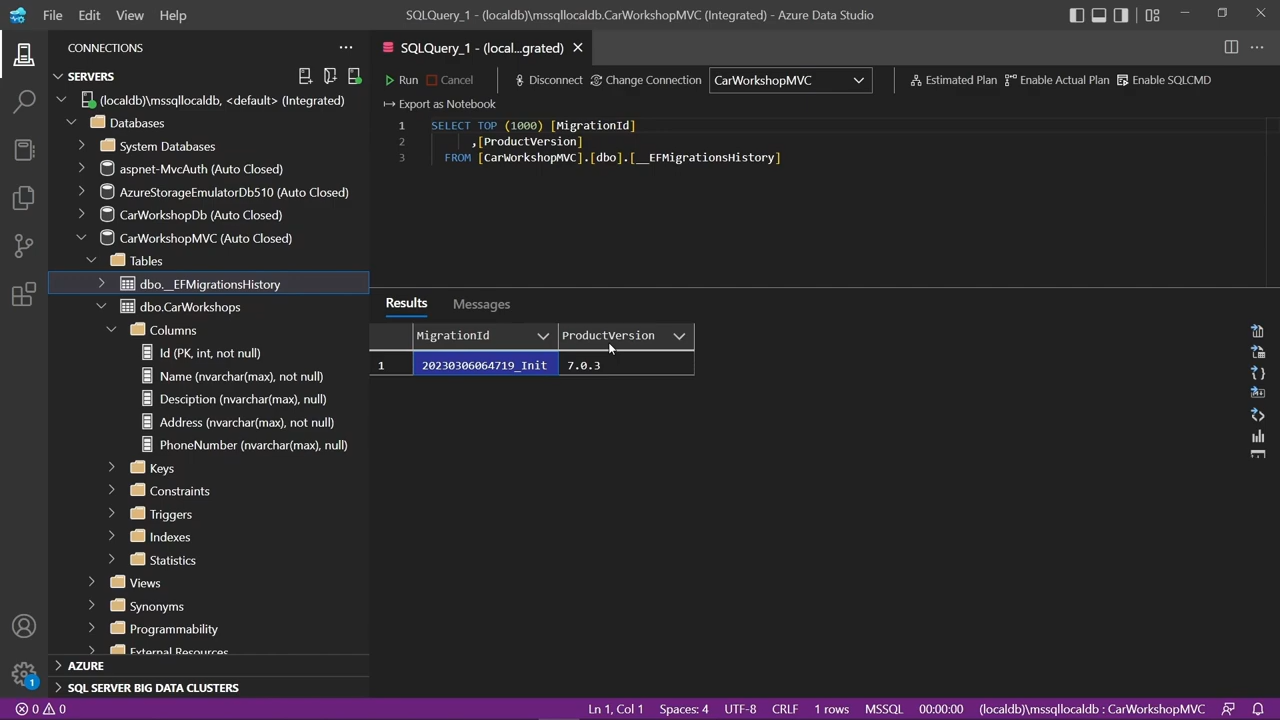 File Edit View Help
SQLQuery_1 - (localdb)\mssqllocaldb.CarWorkshopMVC (Integrated) - Azure Data Studio
CONNECTIONS
SERVERS
(localdb)\mssqllocaldb, <default> (Integrated)
Databases
System Databases
aspnet-MvcAuth (Auto Closed)
AzureStorageEmulatorDb510 (Auto Closed)
CarWorkshopDb (Auto Closed)
CarWorkshopMVC (Auto Closed)
Tables
dbo.__EFMigrationsHistory
dbo.CarWorkshops
Columns
Id (PK, int, not null)
Name (nvarchar(max), not null)
Desciption (nvarchar(max), null)
Address (nvarchar(max), not null)
PhoneNumber (nvarchar(max), null)
Keys
Constraints
Triggers
Indexes
Statistics
Views
Synonyms
Programmability
External Resources
AZURE
SQL SERVER BIG DATA CLUSTERS
SQLQuery_1 - (local...grated)
Run Cancel Disconnect Change Connection CarWorkshopMVC Estimated Plan Enable Actual Plan Enable SQLCMD
Export as Notebook
1 SELECT TOP (1000) [MigrationId]
2 ,[ProductVersion]
3 FROM [CarWorkshopMVC].[dbo].[__EFMigrationsHistory]
Results Messages
MigrationId ProductVersion
1 20230306064719_Init 7.0.3
1
0 0 Ln 1, Col 1 Spaces: 4 UTF-8 CRLF 1 rows MSSQL 00:00:00 (localdb)\mssqllocaldb : CarWorkshopMVC